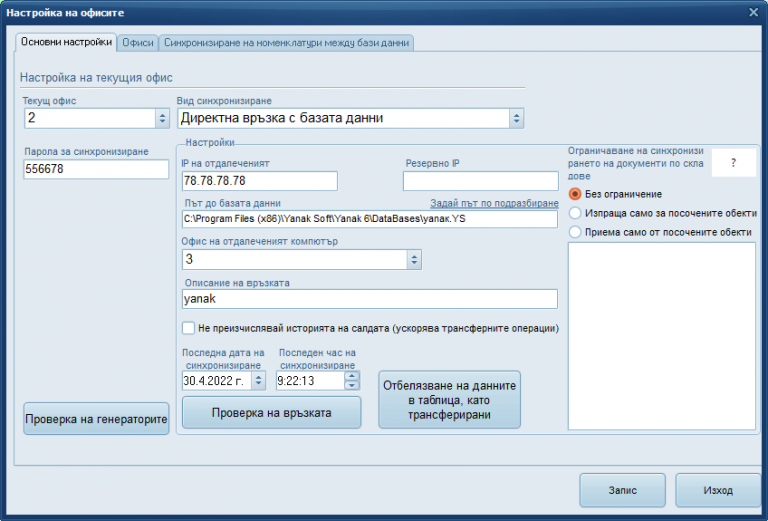 Настройка на офисите
Основни настройки
Офиси
Синхронизиране на номенклатури между бази данни
Настройка на текущия офис
Текущ офис
Вид синхронизиране
2
Директна връзка с базата данни
Парола за синхронизиране
556678
Настройки
IP на отдалеченият
Резервно IP
78.78.78.78
Път до базата данни
Задай път по подразбиране
C:\Program Files (x86)\Yanak Soft\Yanak 6\DataBases\yanak.YS
Офис на отдалеченият компютър
3
Описание на връзката
yanak
Не преизчислявай историята на салдата (ускорява трансферните операции)
Последна дата на
синхронизиране
Последен час на
синхронизиране
30.4.2022 г.
9:22:13
Проверка на връзката
Отбелязване на данните
в таблица, като
трансферирани
Проверка на генераторите
Ограничаване на синхронизи
рането на документи по скла
дове
?
Без ограничение
Изпраща само за посочените обекти
Приема само от посочените обекти
Запис
Изход